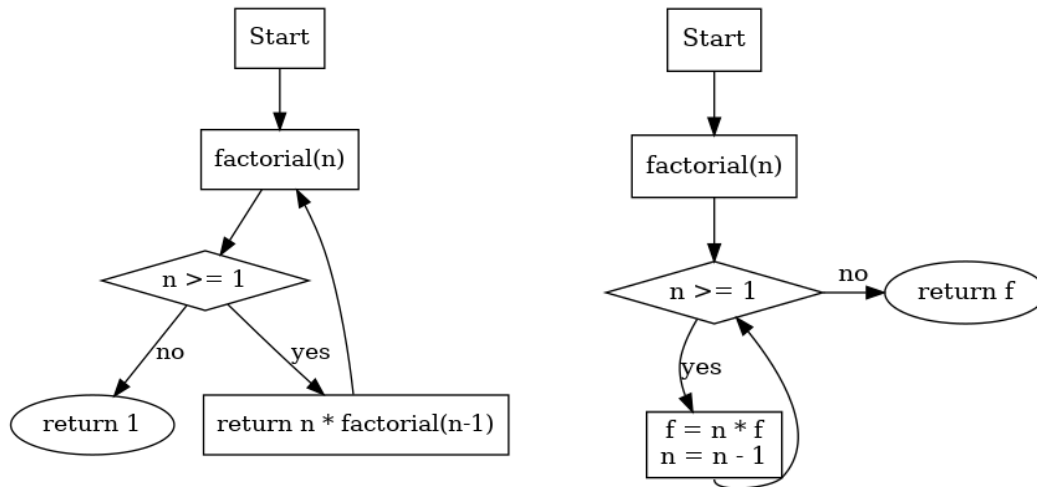 Start
factorial(n)
n >= 1
no
yes
return 1
return n * factorial(n-1)
Start
factorial(n)
n >= 1
no
return f
yes
f = n * f
n = n - 1